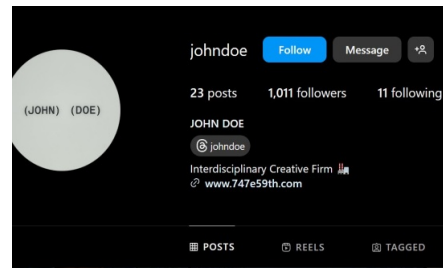 (JOHN) (DOE)
johndoe Follow Message
23 posts 1,011 followers 11 following
JOHN DOE
johndoe
Interdisciplinary Creative Firm
www.747e59th.com
POSTS REELS TAGGED